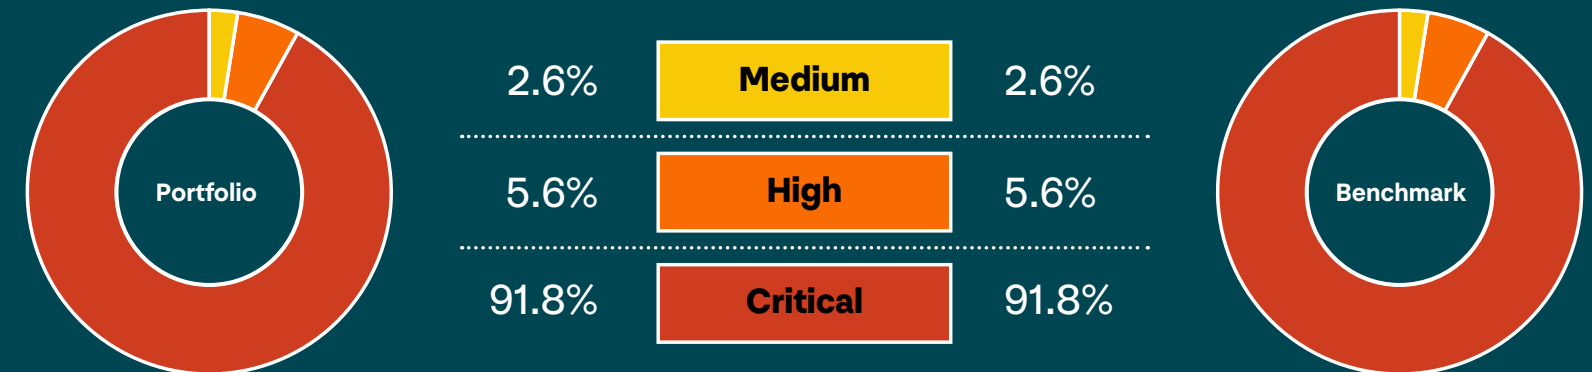 Portfolio
2.6% Medium 2.6%
5.6% High 5.6%
91.8% Critical 91.8%
Benchmark